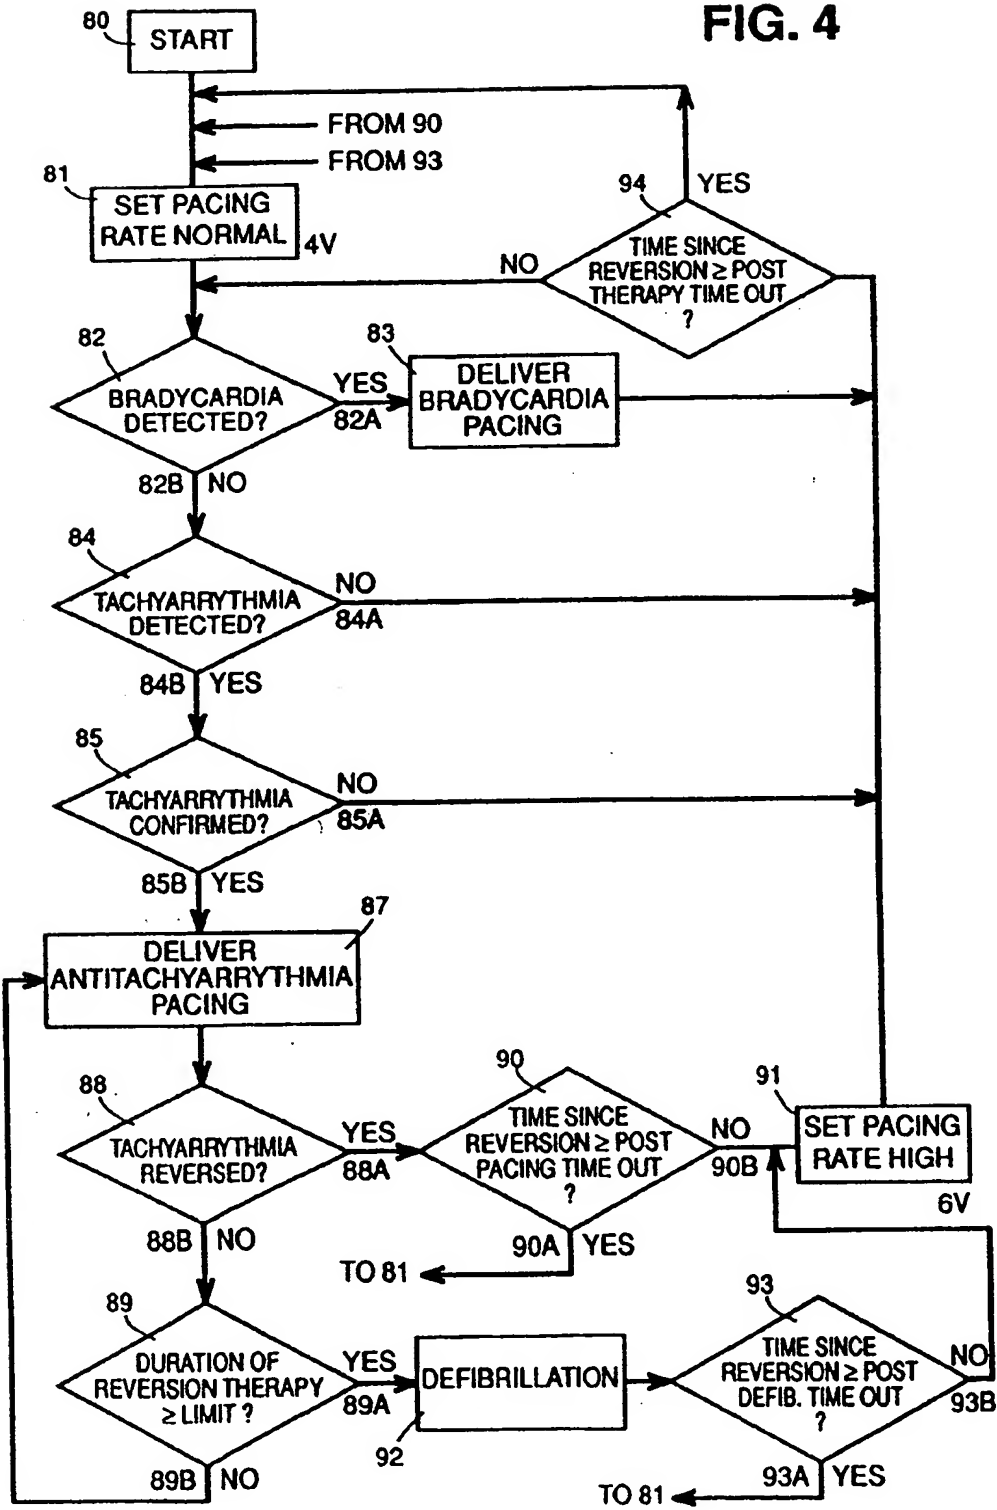 FIG. 4
80
START
FROM 90
FROM 93
81
SET PACING
RATE NORMAL
4V
94
YES
TIME SINCE
REVERSION ≥ POST
THERAPY TIME OUT
?
NO
82
BRADYCARDIA
DETECTED?
YES
82A
83
DELIVER
BRADYCARDIA
PACING
82B NO
84
TACHYARRYTHMIA
DETECTED?
NO
84A
84B YES
85
TACHYARRYTHMIA
CONFIRMED?
NO
85A
85B YES
87
DELIVER
ANTITACHYARRYTHMIA
PACING
88
TACHYARRYTHMIA
REVERSED?
YES
88A
90
TIME SINCE
REVERSION ≥ POST
PACING TIME OUT
?
NO
90B
91
SET PACING
RATE HIGH
6V
88B NO
90A YES
TO 81
89
DURATION OF
REVERSION THERAPY
≥ LIMIT ?
YES
89A
DEFIBRILLATION
92
93
TIME SINCE
REVERSION ≥ POST
DEFIB. TIME OUT
?
NO
93B
89B NO
93A YES
TO 81